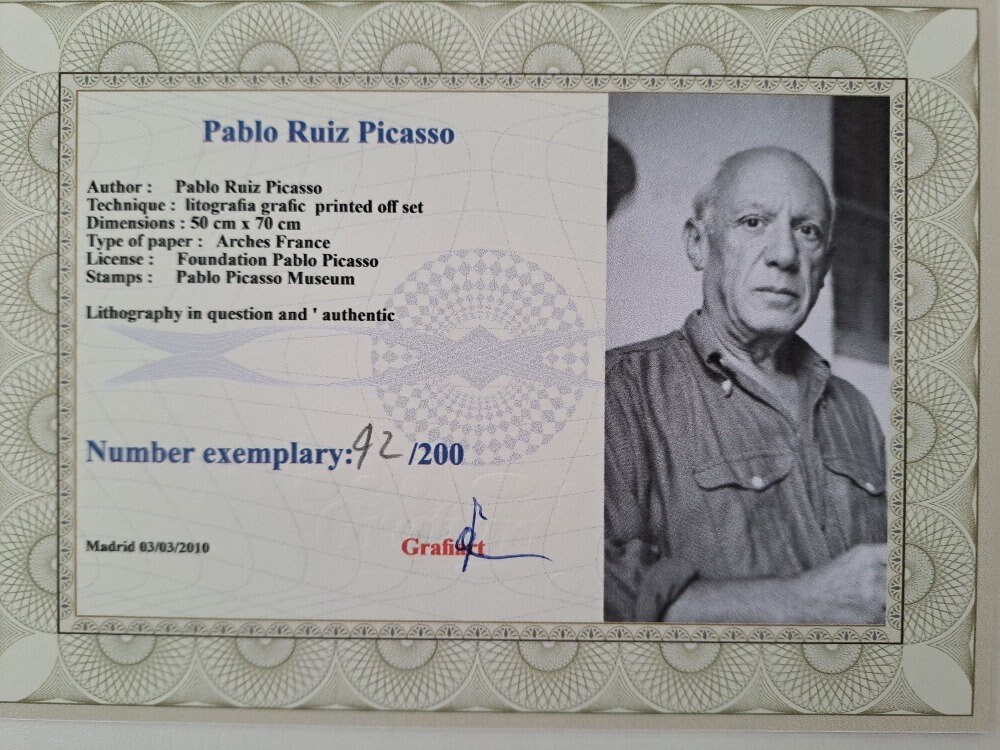 Pablo Ruiz Picasso
Author : Pablo Ruiz Picasso
Technique : litografia grafic printed off set
Dimensions : 50 cm x 70 cm
Type of paper : Arches France
License : Foundation Pablo Picasso
Stamps : Pablo Picasso Museum
Lithography in question and ' authentic
Number exemplary: 92 /200
Madrid 03/03/2010
Grafiart